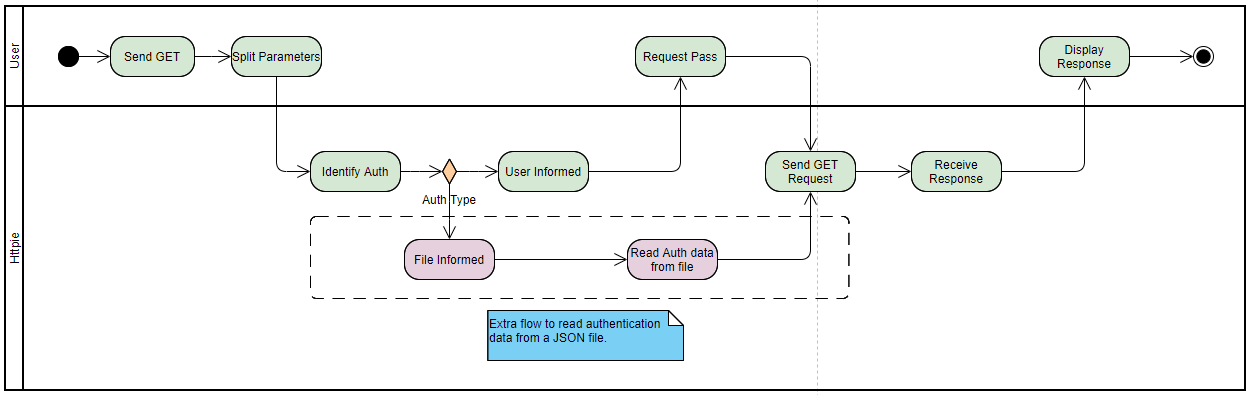 User
Send GET
Split Parameters
Request Pass
Display
Response
Httpie
Identify Auth
Auth Type
User Informed
Send GET
Request
Receive
Response
File Informed
Read Auth data
from file
Extra flow to read authentication
data from a JSON file.